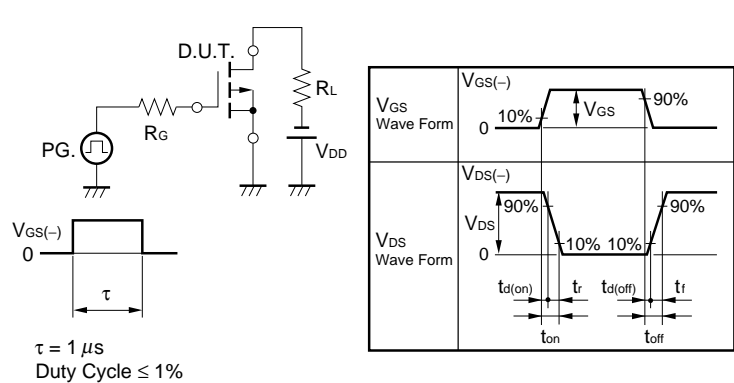 D.U.T.
RL
RG
PG.
VDD
VGS(−)
0
τ
τ = 1 μs
Duty Cycle ≤ 1%
VGS
Wave Form
VGS(−)
10%
VGS
90%
0
VDS
Wave Form
VDS(−)
90%
VDS
10%
10%
90%
0
td(on)
tr
td(off)
tf
ton
toff